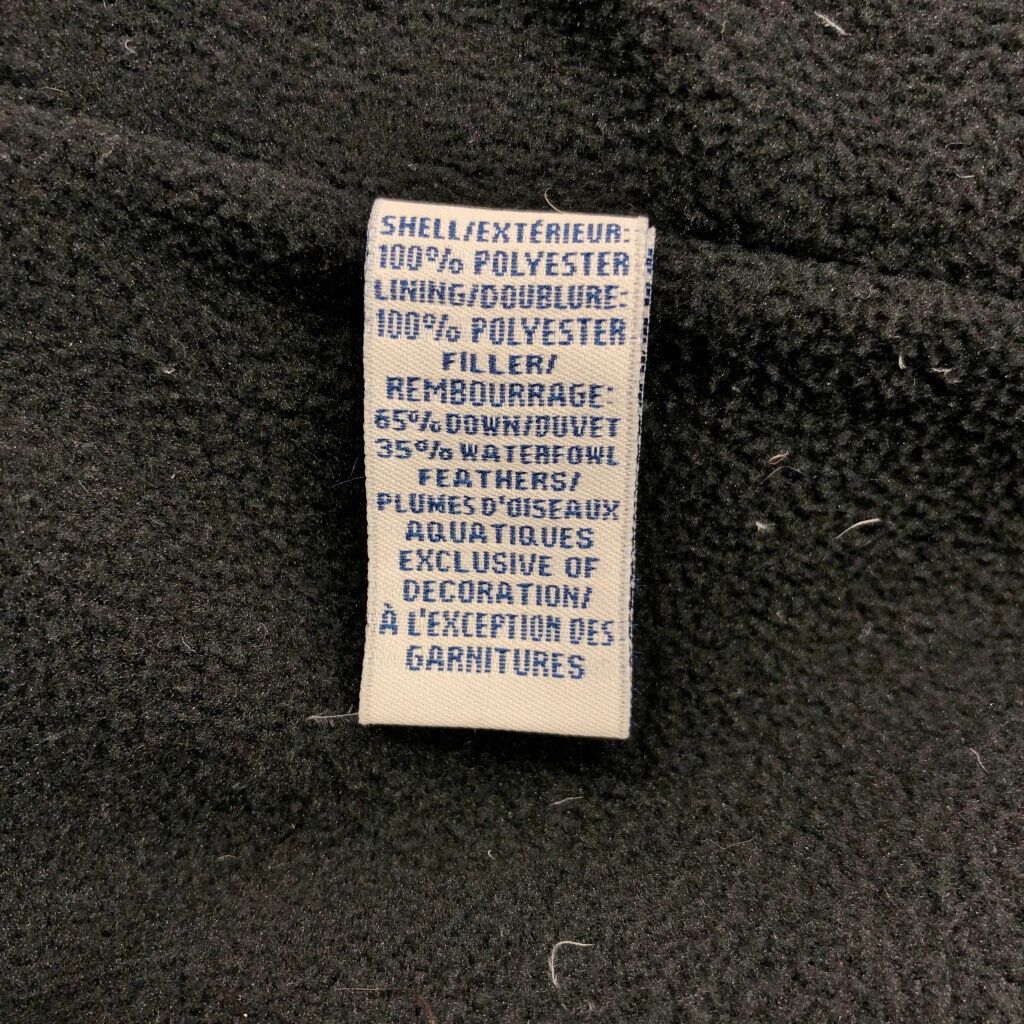 SHELL/EXTÉRIEUR:
100% POLYESTER
LINING/DOUBLURE:
100% POLYESTER
FILLER/
REMBOURRAGE:
65% DOWN/DUVET
35% WATERFOWL
FEATHERS/
PLUMES D'OISEAUX
AQUATIQUES
EXCLUSIVE OF
DECORATION/
À L'EXCEPTION DES
GARNITURES